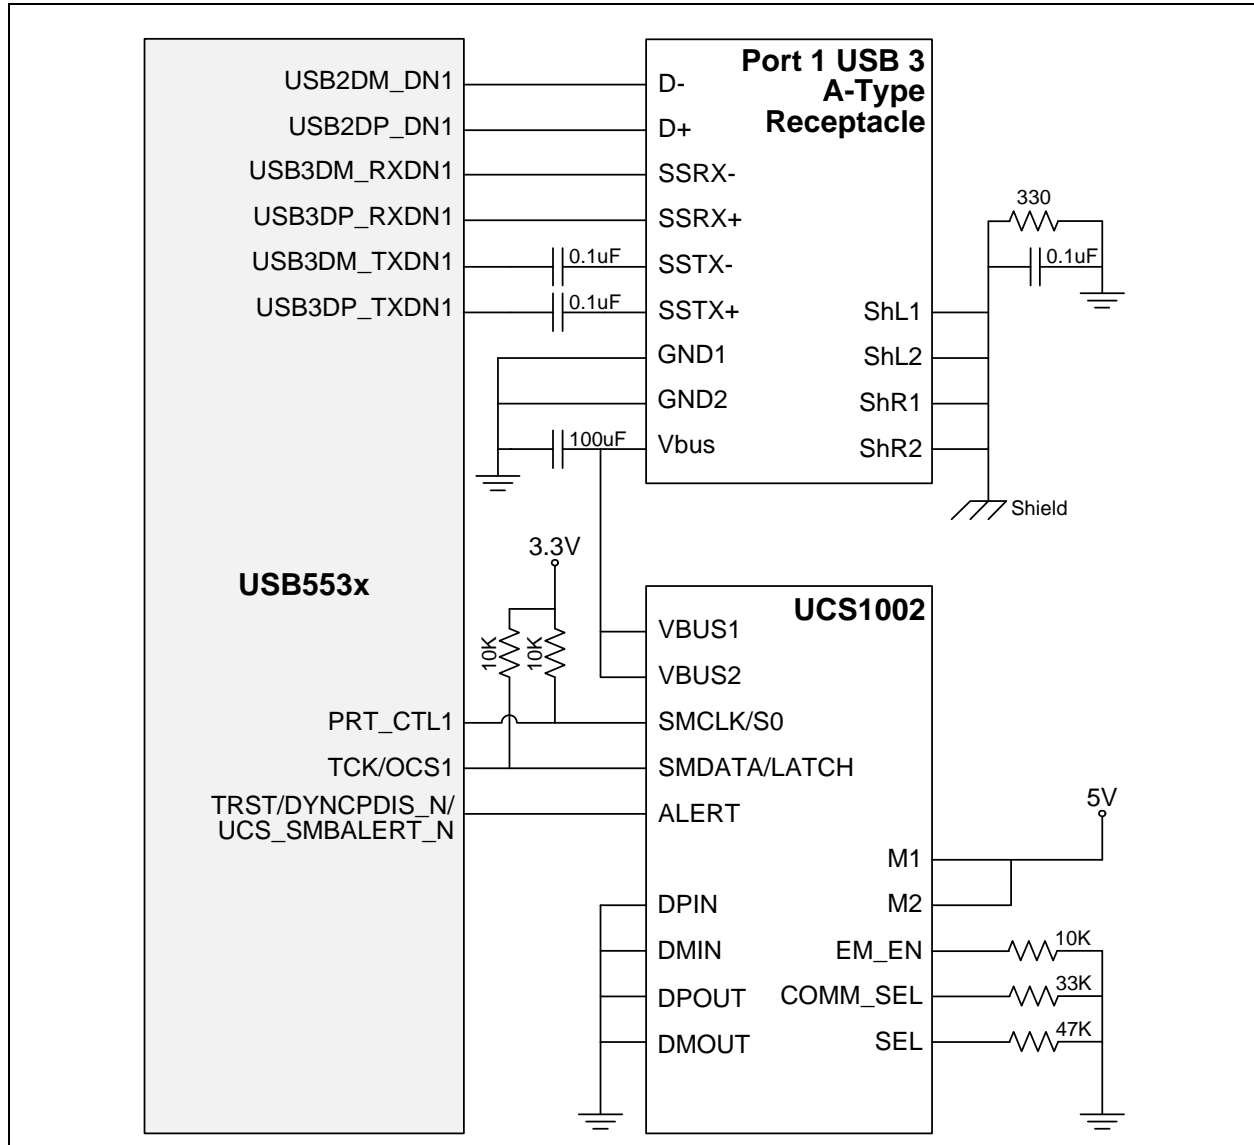 USB553x
USB2DM_DN1
USB2DP_DN1
USB3DM_RXDN1
USB3DP_RXDN1
USB3DM_TXDN1
USB3DP_TXDN1
PRT_CTL1
TCK/OCS1
TRST/DYNCPDIS_N/
UCS_SMBALERT_N
0.1uF
0.1uF
100uF
3.3V
10K
10K
Port 1 USB 3
A-Type
Receptacle
D-
D+
SSRX-
SSRX+
SSTX-
SSTX+
GND1
GND2
Vbus
ShL1
ShL2
ShR1
ShR2
330
0.1uF
Shield
UCS1002
VBUS1
VBUS2
SMCLK/S0
SMDATA/LATCH
ALERT
DPIN
DMIN
DPOUT
DMOUT
M1
M2
EM_EN
COMM_SEL
SEL
5V
10K
33K
47K